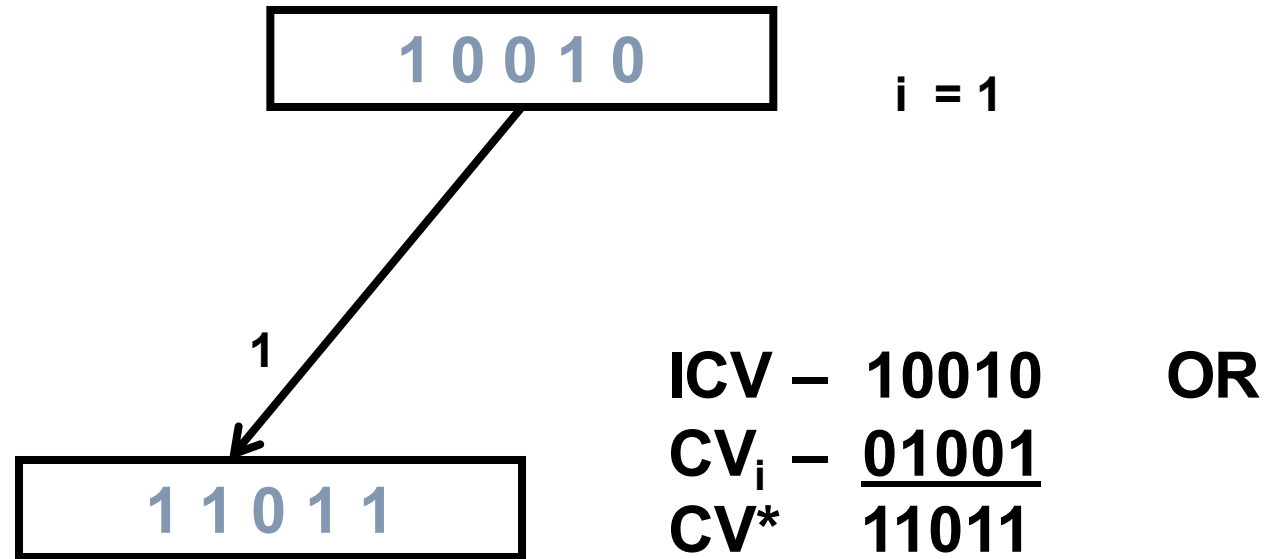 1 0 0 1 0
i = 1
1
ICV – 10010 OR
CVi – 01001
CV* 11011
1 1 0 1 1